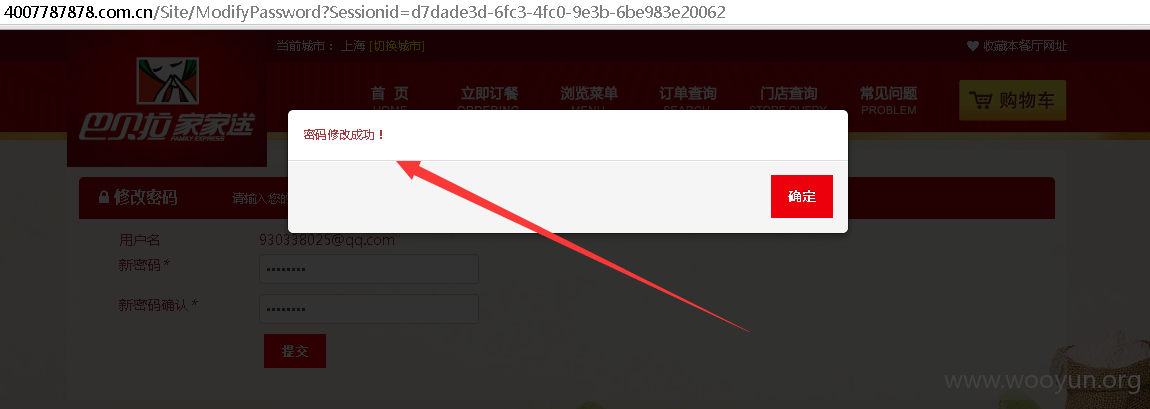 4007787878.com.cn/Site/ModifyPassword?Sessionid=d7dade3d-6fc3-4fc0-9e3b-6be983e20062
当前城市： 上海 [切换城市]
收藏本餐厅网址
首 页 立即订餐 浏览菜单 订单查询 门店查询 常见问题
HOME ORDERING MENU SEARCH STORE QUERY PROBLEM
购物车
巴贝拉 家家送
FAMILY EXPRESS
密码修改成功！
确定
修改密码 请输入您的
用户名 930338025@qq.com
新密码 *
新密码确认 *
提交
www.wooyun.org